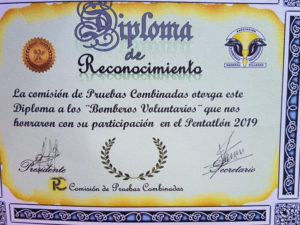 Diploma
de
Reconocimiento
La comisión de Pruebas Combinadas otorga este
Diploma a los "Bomberos Voluntarios" que nos
honraron con su participación en el Pentatlón 2019
Presidente
Secretario
Comisión de Pruebas Combinadas